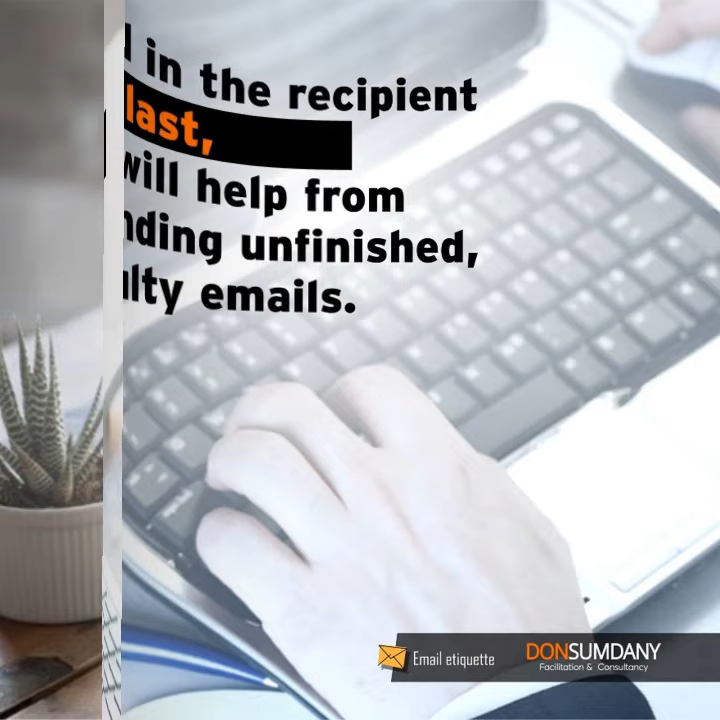 in the recipient
last,
will help from
nding unfinished,
lty emails.
Email etiquette
DONSUMDANY
Facilitation & Consultancy